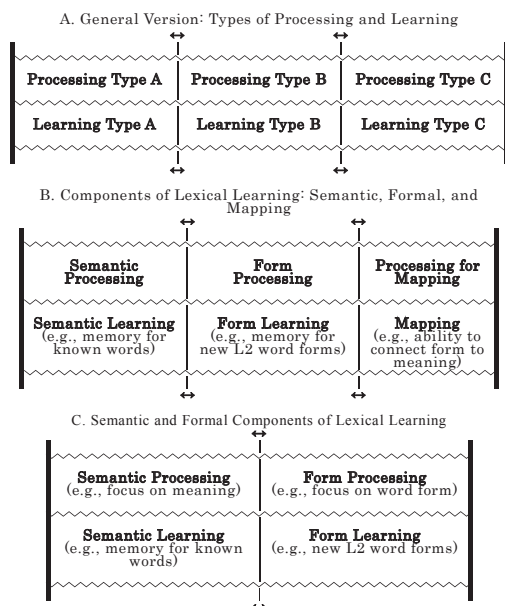 A. General Version: Types of Processing and Learning
Processing Type A
Processing Type B
Processing Type C
Learning Type A
Learning Type B
Learning Type C
B. Components of Lexical Learning: Semantic, Formal, and
Mapping
Semantic
Processing
Form
Processing
Processing for
Mapping
Semantic Learning
(e.g., memory for
known words)
Form Learning
(e.g., memory for
new L2 word forms)
Mapping
(e.g., ability to
connect form to
meaning)
C. Semantic and Formal Components of Lexical Learning
Semantic Processing
(e.g., focus on meaning)
Form Processing
(e.g., focus on word form)
Semantic Learning
(e.g., memory for known
words)
Form Learning
(e.g., new L2 word forms)